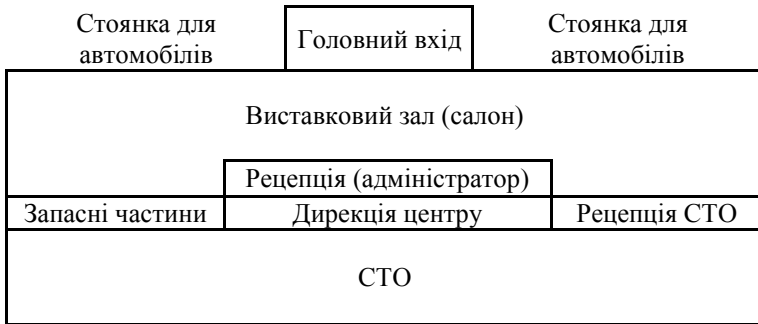 Стоянка для
автомобілів
Головний вхід
Стоянка для
автомобілів
Виставковий зал (салон)
Рецепція (адміністратор)
Запасні частини
Дирекція центру
Рецепція СТО
СТО